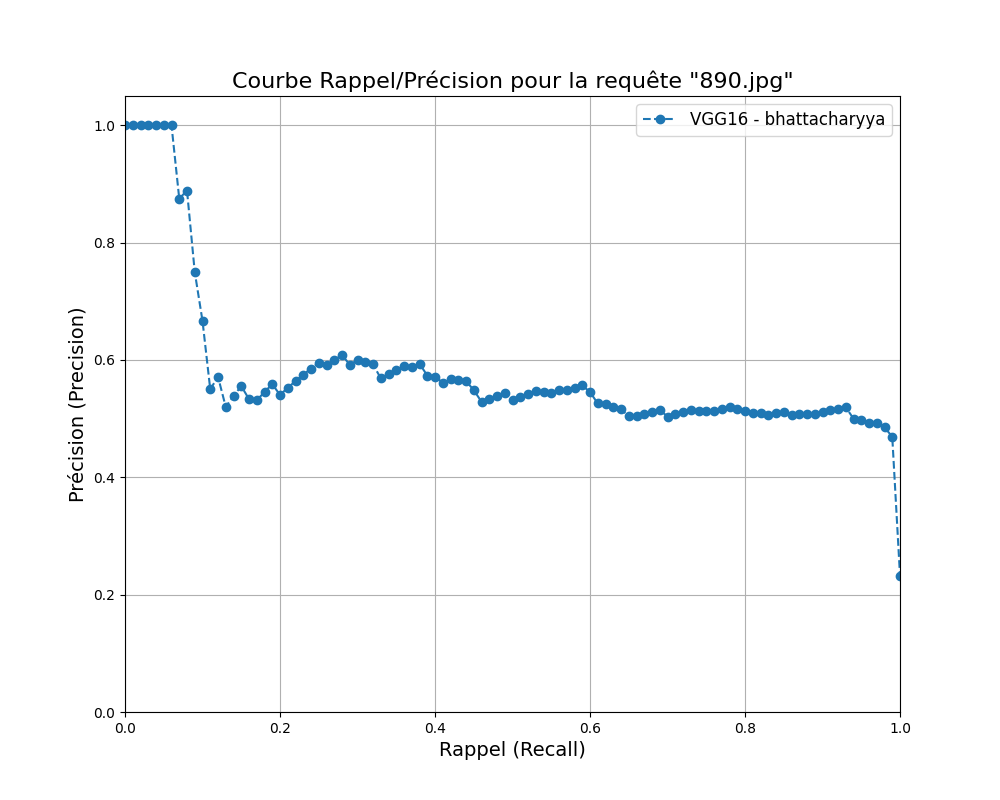 Courbe Rappel/Précision pour la requête "890.jpg"
VGG16 - bhattacharyya
1.0
0.8
0.6
0.4
0.2
0.0
Précision (Precision)
0.0 0.2 0.4 0.6 0.8 1.0
Rappel (Recall)